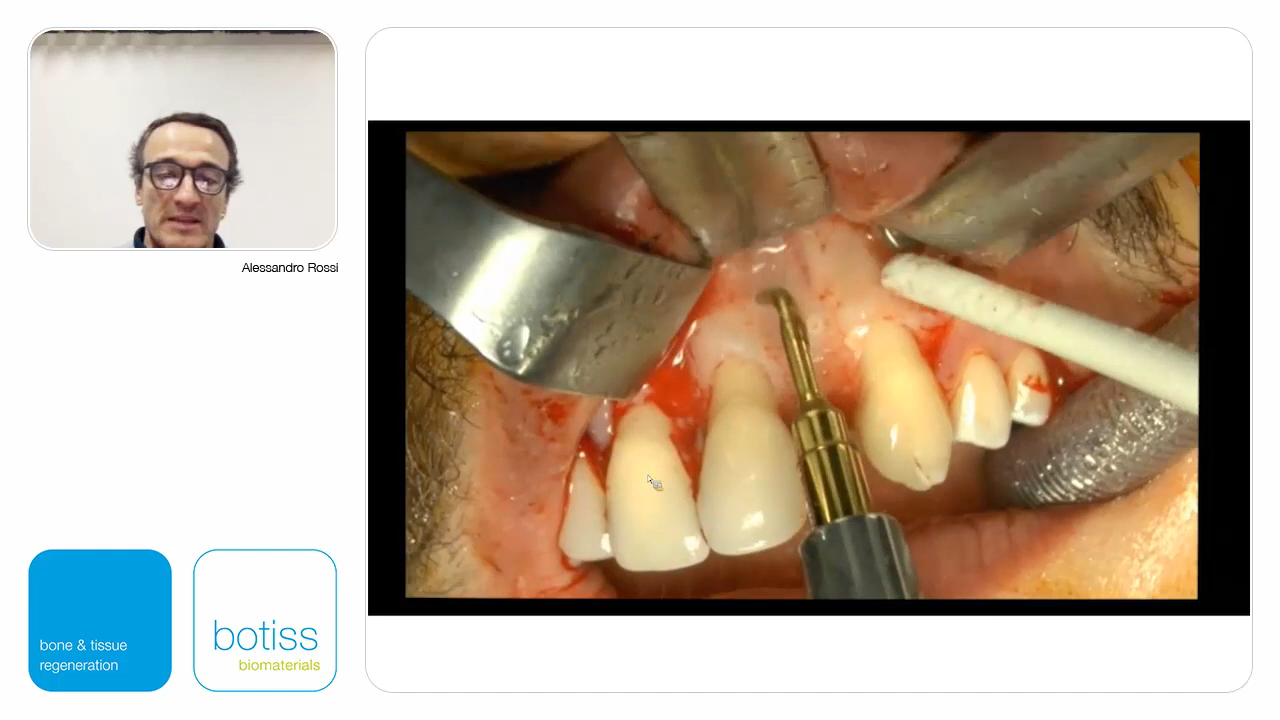 Alessandro Rossi
bone & tissue
regeneration
botiss
biomaterials